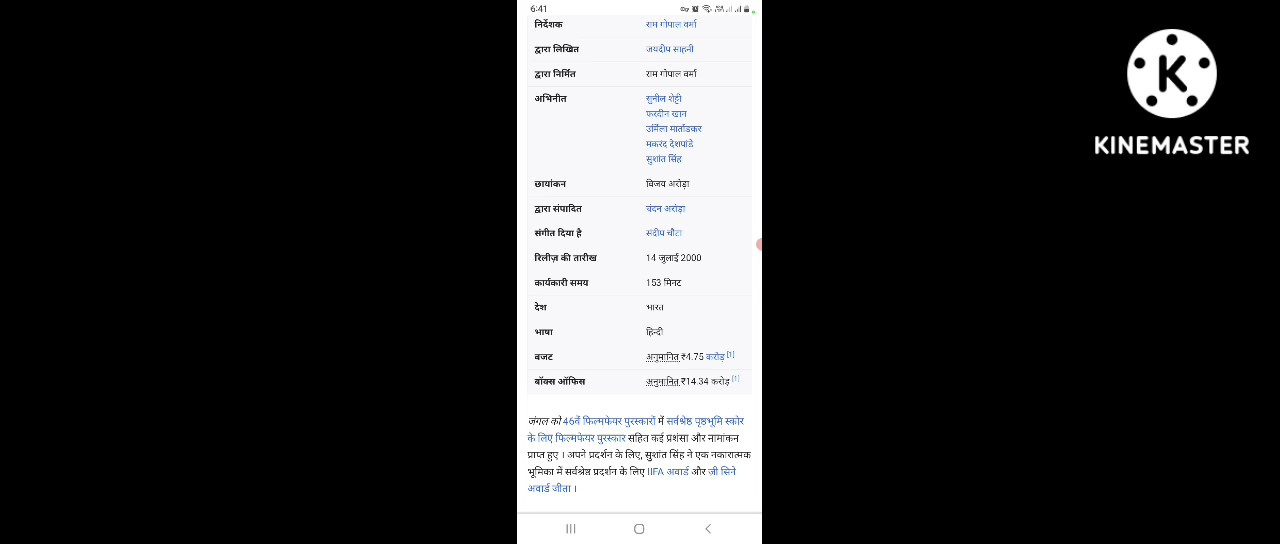 6:41
निर्देशक राम गोपाल वर्मा
द्वारा लिखित जयदीप साहनी
द्वारा निर्मित राम गोपाल वर्मा
अभिनीत सुनील शेट्टी
फरदीन खान
उर्मिला मातोंडकर
मकरंद देशपांडे
सुशांत सिंह
छायांकन विजय अरोड़ा
द्वारा संपादित चंदन अरोड़ा
संगीत दिया है संदीप चौटा
रिलीज़ की तारीख 14 जुलाई 2000
कार्यकारी समय 153 मिनट
देश भारत
भाषा हिन्दी
बजट अनुमानित ₹4.75 करोड़ [1]
बॉक्स ऑफिस अनुमानित ₹14.34 करोड़ [1]
जंगल को 46वें फिल्मफेयर पुरस्कारों में सर्वश्रेष्ठ पृष्ठभूमि स्कोर
के लिए फिल्मफेयर पुरस्कार सहित कई प्रशंसा और नामांकन
प्राप्त हुए । अपने प्रदर्शन के लिए, सुशांत सिंह ने एक नकारात्मक
भूमिका में सर्वश्रेष्ठ प्रदर्शन के लिए IIFA अवार्ड और ज़ी सिने
अवार्ड जीता ।
KINEMASTER